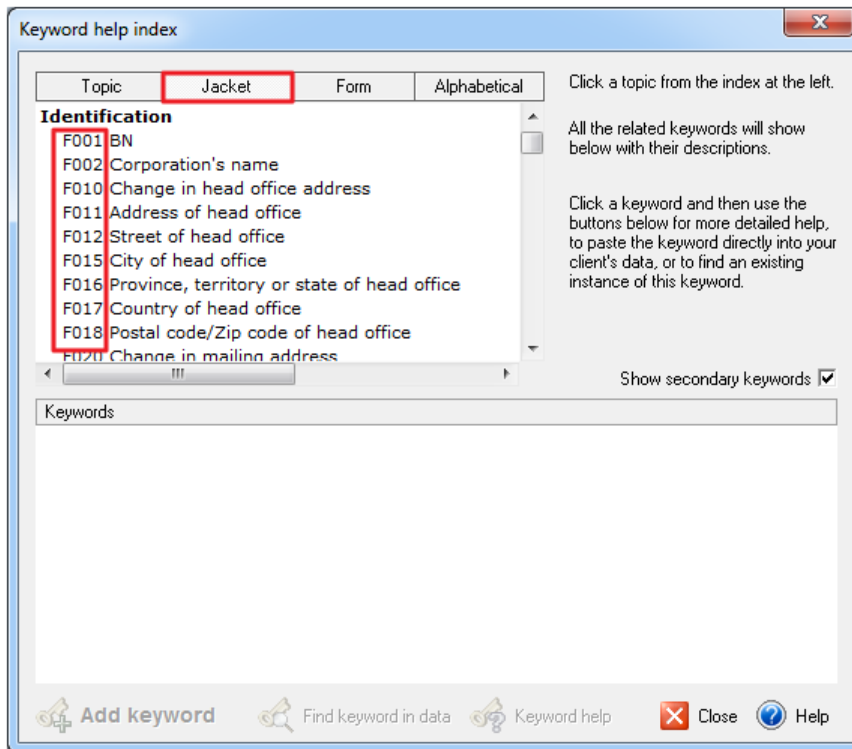 Keyword help index
x
Topic Jacket Form Alphabetical
Identification
F001 BN
F002 Corporation's name
F010 Change in head office address
F011 Address of head office
F012 Street of head office
F015 City of head office
F016 Province, territory or state of head office
F017 Country of head office
F018 Postal code/Zip code of head office
F020 Change in mailing address
Click a topic from the index at the left.
All the related keywords will show
below with their descriptions.
Click a keyword and then use the
buttons below for more detailed help,
to paste the keyword directly into your
client's data, or to find an existing
instance of this keyword.
Show secondary keywords
Keywords
Add keyword Find keyword in data Keyword help Close Help